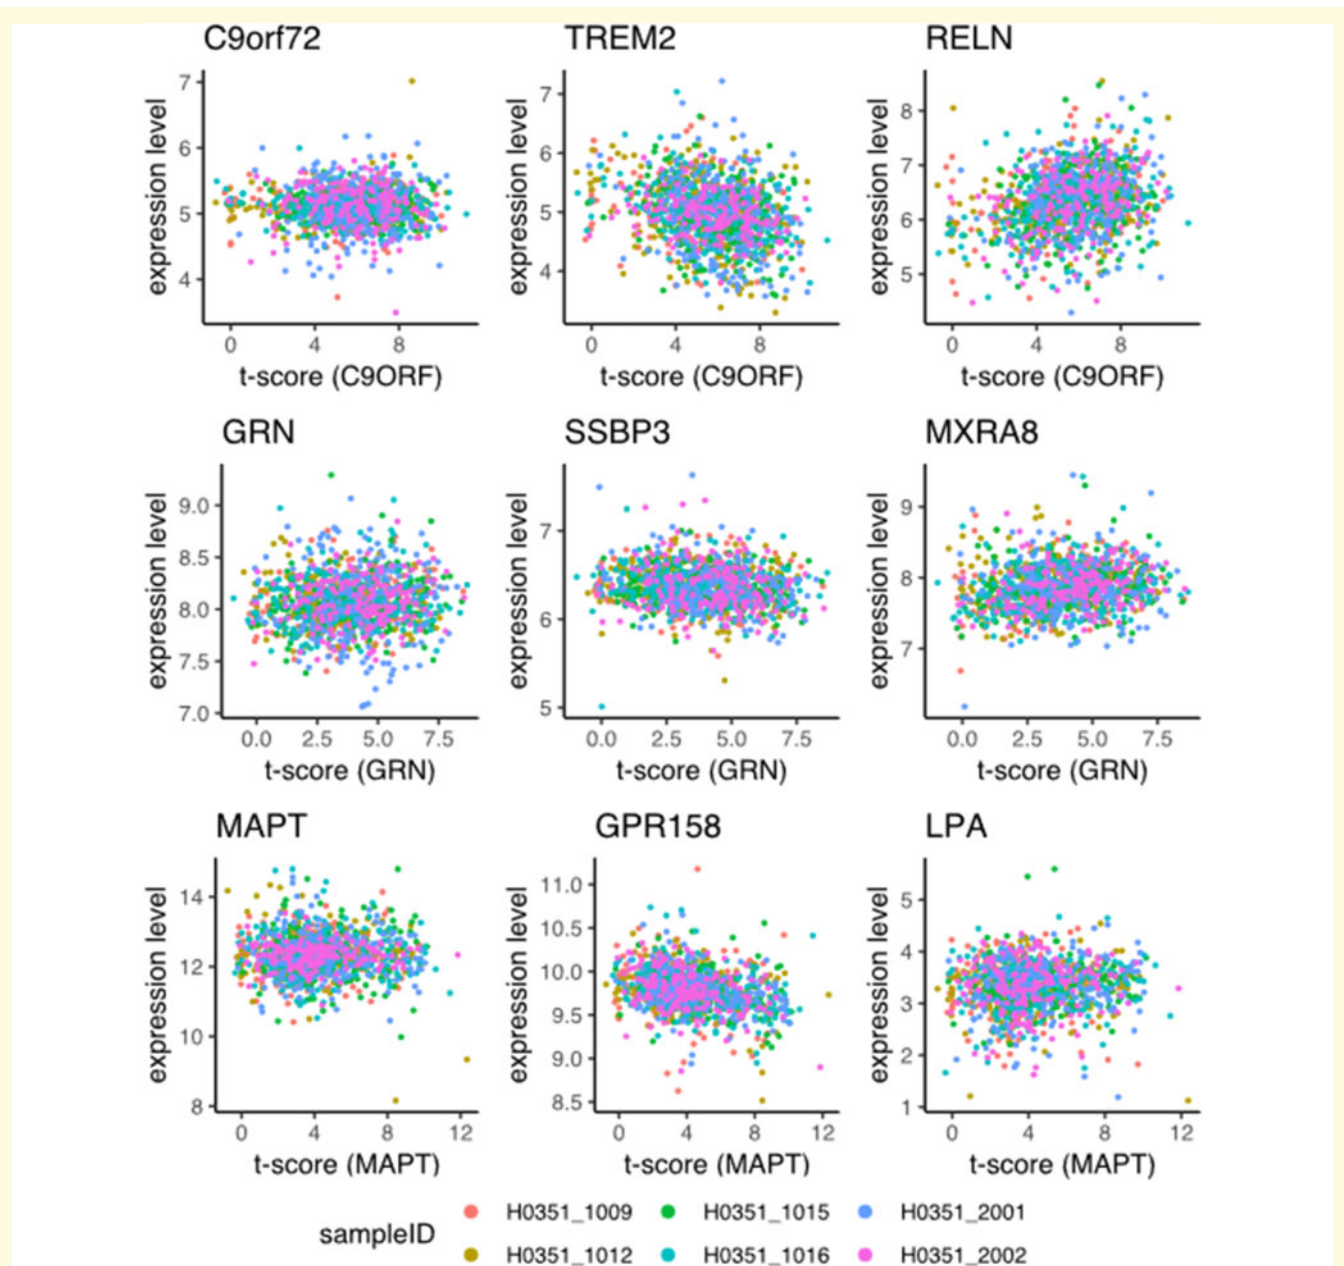 C9orf72 TREM2 RELN
expression level expression level expression level
7 7 8
6 6 7
5 5 6
4 4 5
0 4 8 0 4 8 0 4 8
t-score (C9ORF) t-score (C9ORF) t-score (C9ORF)
GRN SSBP3 MXRA8
expression level expression level expression level
9.0 7 9
8.5 6 8
8.0 5 7
7.5
7.0
0.0 2.5 5.0 7.5 0.0 2.5 5.0 7.5 0.0 2.5 5.0 7.5
t-score (GRN) t-score (GRN) t-score (GRN)
MAPT GPR158 LPA
expression level expression level expression level
14 11.0 5
12 10.5 4
10 10.0 3
8 9.5 2
9.0 1
8.5
0 4 8 12 0 4 8 12 0 4 8 12
t-score (MAPT) t-score (MAPT) t-score (MAPT)
sampleID
H0351_1009 H0351_1015 H0351_2001
H0351_1012 H0351_1016 H0351_2002